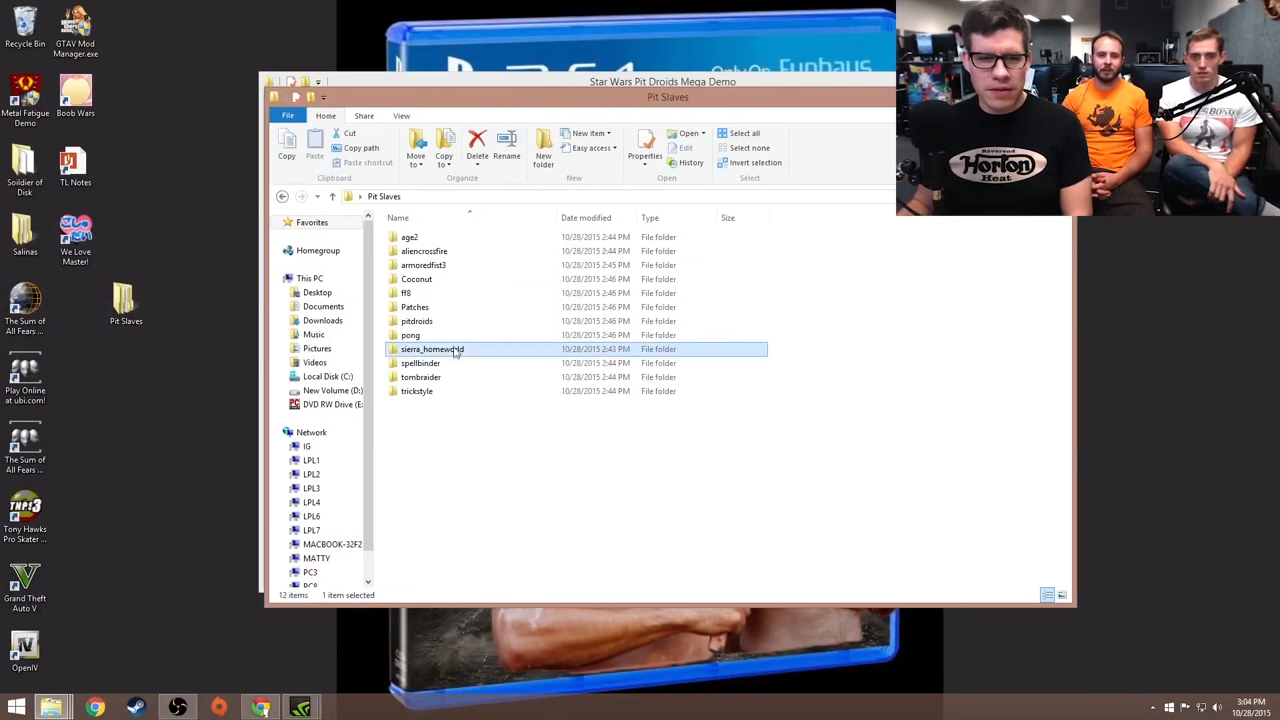 Recycle Bin
GTAV Mod
Manager.exe
Metal Fatigue
Demo
Boob Wars
Soldier of
Disl
TL Notes
Salinas
We Love
Master!
The Sum of
All Fears ...
Pit Slaves
Play Online
at ubi.com!
The Sum of
All Fears ...
THPS3
Tony Hawks
Pro Skater ...
Grand Theft
Auto V
IV
OpenIV
Only On Funhaus
Star Wars Pit Droids Mega Demo
Pit Slaves
File
Home
Share
View
Copy
Paste
Cut
Copy path
Paste shortcut
Clipboard
Move
to
Copy
to
Delete
Rename
Organize
New
folder
New item
Easy access
New
Properties
Open
Edit
History
Open
Select all
Select none
Invert selection
Select
Pit Slaves
Favorites
Homegroup
This PC
Desktop
Documents
Downloads
Music
Pictures
Videos
Local Disk (C:)
New Volume (D:)
DVD RW Drive (E:
Network
IG
LPL1
LPL2
LPL3
LPL4
LPL6
LPL7
MACBOOK-32F2
MATTY
PC3
PC8
Name Date modified Type Size
age2 10/28/2015 2:44 PM File folder
aliencrossfire 10/28/2015 2:44 PM File folder
armoredfist3 10/28/2015 2:45 PM File folder
Coconut 10/28/2015 2:46 PM File folder
ff8 10/28/2015 2:46 PM File folder
Patches 10/28/2015 2:46 PM File folder
pitdroids 10/28/2015 2:46 PM File folder
pong 10/28/2015 2:46 PM File folder
sierra_homeworld 10/28/2015 2:43 PM File folder
spellbinder 10/28/2015 2:44 PM File folder
tombraider 10/28/2015 2:44 PM File folder
trickstyle 10/28/2015 2:44 PM File folder
12 items 1 item selected
Reverend
Horton
Heat
3:04 PM
10/28/2015